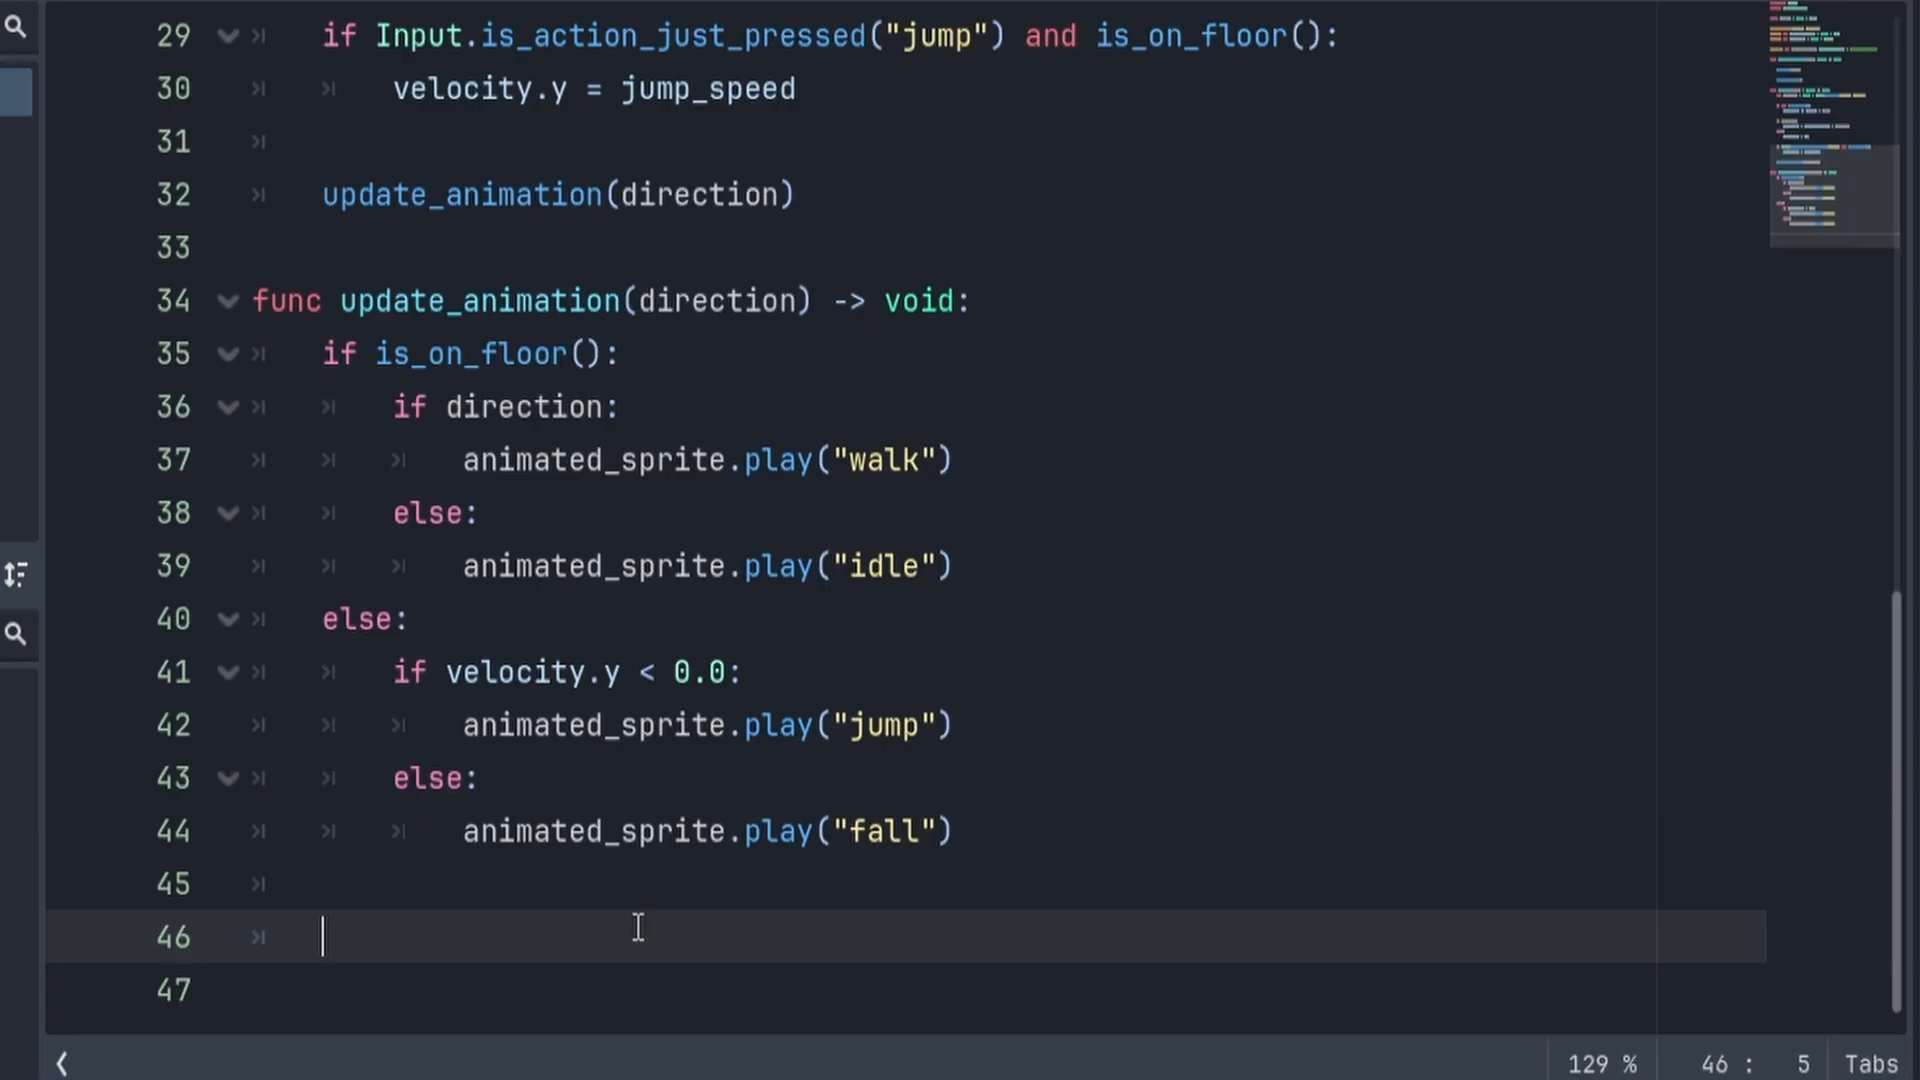 29 if Input.is_action_just_pressed("jump") and is_on_floor():
30 velocity.y = jump_speed
31
32 update_animation(direction)
33
34 func update_animation(direction) -> void:
35 if is_on_floor():
36 if direction:
37 animated_sprite.play("walk")
38 else:
39 animated_sprite.play("idle")
40 else:
41 if velocity.y < 0.0:
42 animated_sprite.play("jump")
43 else:
44 animated_sprite.play("fall")
45
46
47
129 % 46 : 5 Tabs